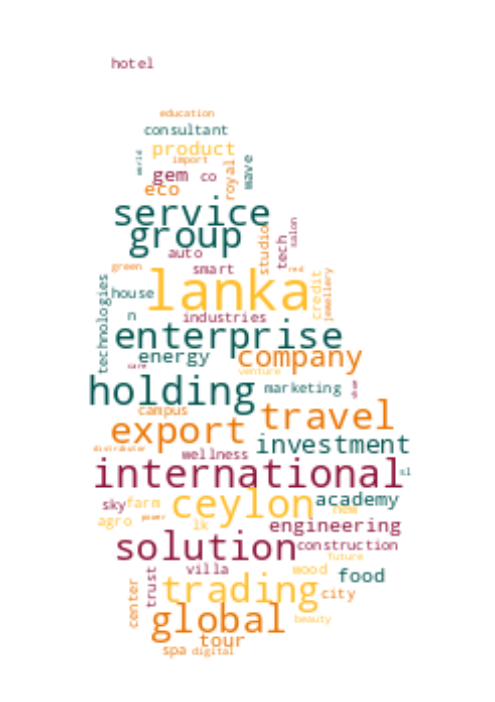 hotel
education
consultant
product
world
import
wave
gem co
royal
eco
service
salon
group
studio
tech
auto
green smart
lanka
credit
jewellery
technologies
house
n industries
enterprise
energy company
care venture
holding marketing
campus travel
export
distributor investment
wellness
international sl
sky farm ceylon academy
agro power lk new
engineering
solution construction
future
villa wood food
center
trust
trading city
global beauty
tour
spa digital